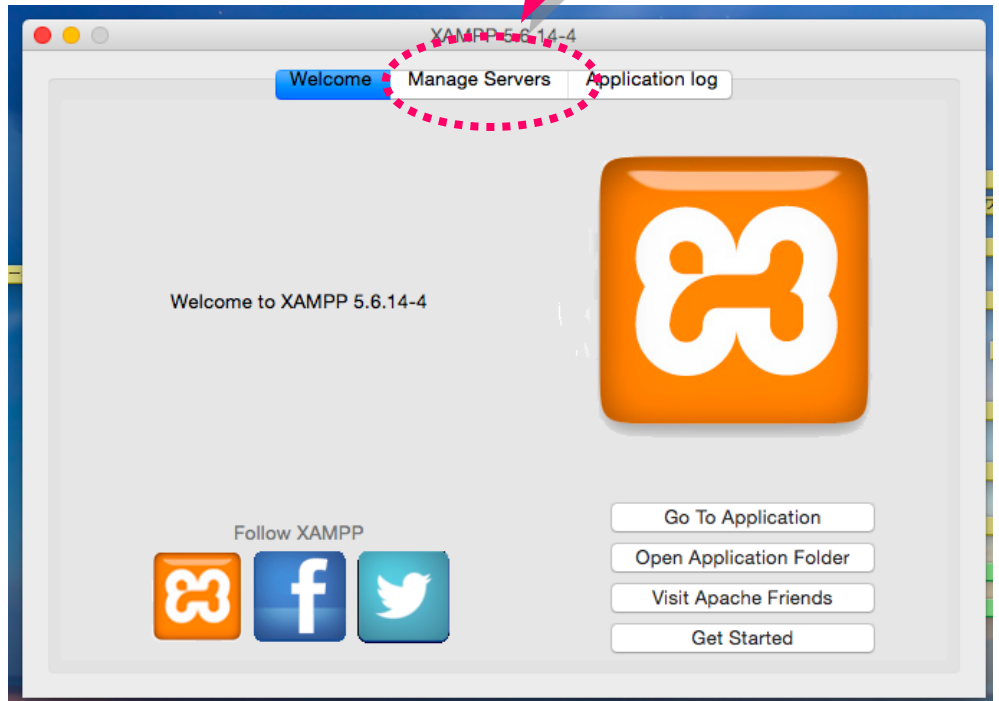 XAMPP 5.6.14-4
Welcome Manage Servers Application log
Welcome to XAMPP 5.6.14-4
Go To Application
Open Application Folder
Visit Apache Friends
Get Started
Follow XAMPP